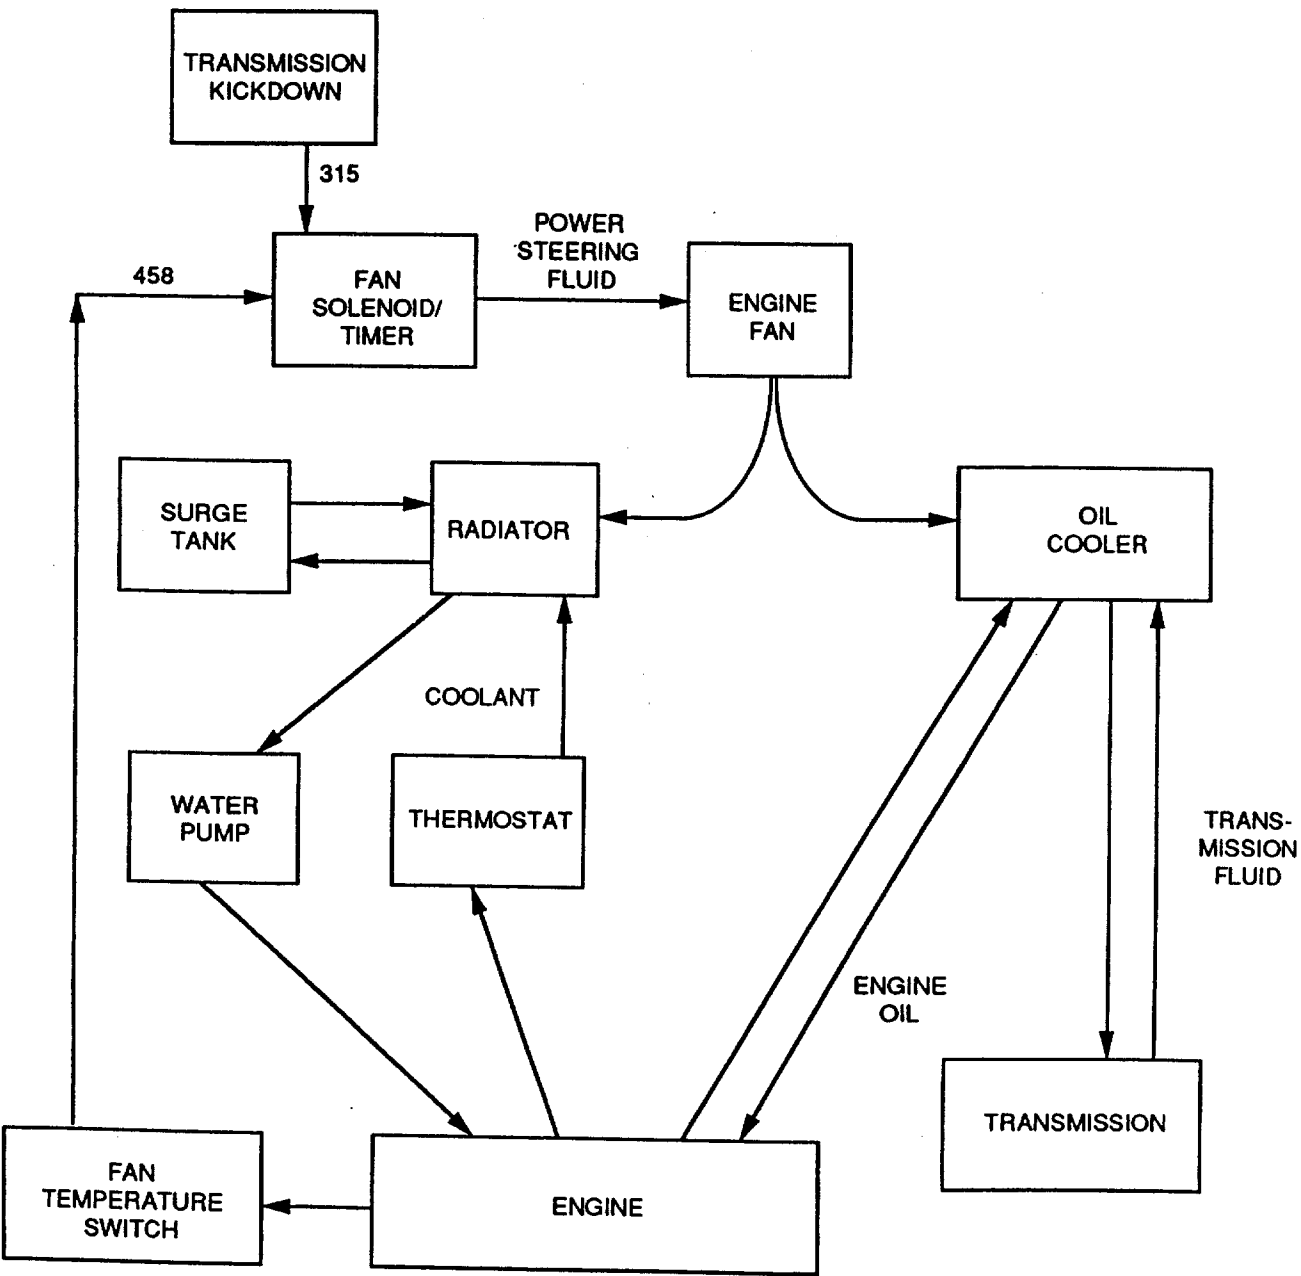 TRANSMISSION
KICKDOWN
315
POWER
STEERING
FLUID
458
FAN
SOLENOID/
TIMER
ENGINE
FAN
SURGE
TANK
RADIATOR
OIL
COOLER
COOLANT
WATER
PUMP
THERMOSTAT
TRANS-
MISSION
FLUID
ENGINE
OIL
TRANSMISSION
FAN
TEMPERATURE
SWITCH
ENGINE